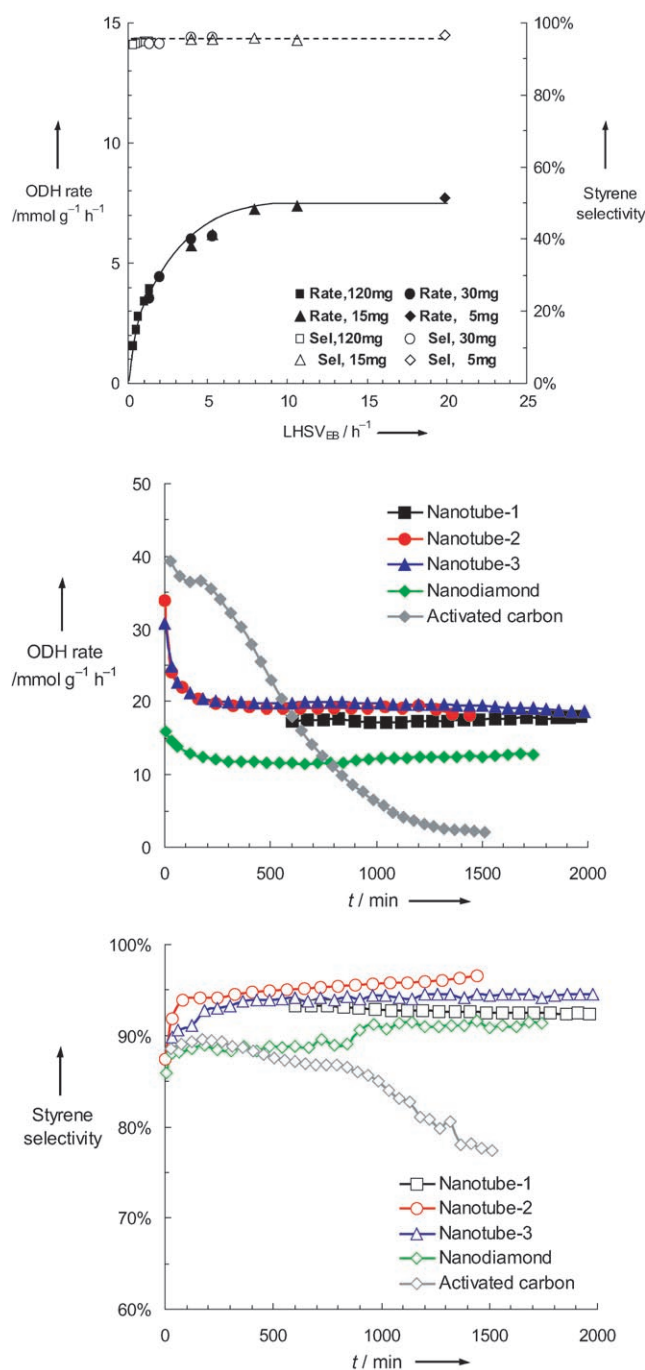 15
10
5
0
ODH rate
/mmol g⁻¹ h⁻¹
100%
80%
60%
40%
20%
0%
Styrene
selectivity
Rate,120mg Rate, 30mg
Rate, 15mg Rate, 5mg
Sel,120mg Sel, 30mg
Sel, 15mg Sel, 5mg
0 5 10 15 20 25
LHSV_EB / h⁻¹
50
40
30
20
10
0
ODH rate
/mmol g⁻¹ h⁻¹
Nanotube-1
Nanotube-2
Nanotube-3
Nanodiamond
Activated carbon
0 500 1000 1500 2000
t / min
100%
90%
80%
70%
60%
Styrene
selectivity
Nanotube-1
Nanotube-2
Nanotube-3
Nanodiamond
Activated carbon
0 500 1000 1500 2000
t / min